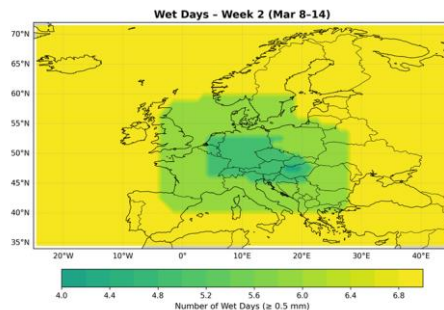 Wet Days – Week 2 (Mar 8–14)
70°N
65°N
60°N
55°N
50°N
45°N
40°N
35°N
20°W 10°W 0° 10°E 20°E 30°E 40°E
4.0 4.4 4.8 5.2 5.6 6.0 6.4 6.8
Number of Wet Days (≥ 0.5 mm)